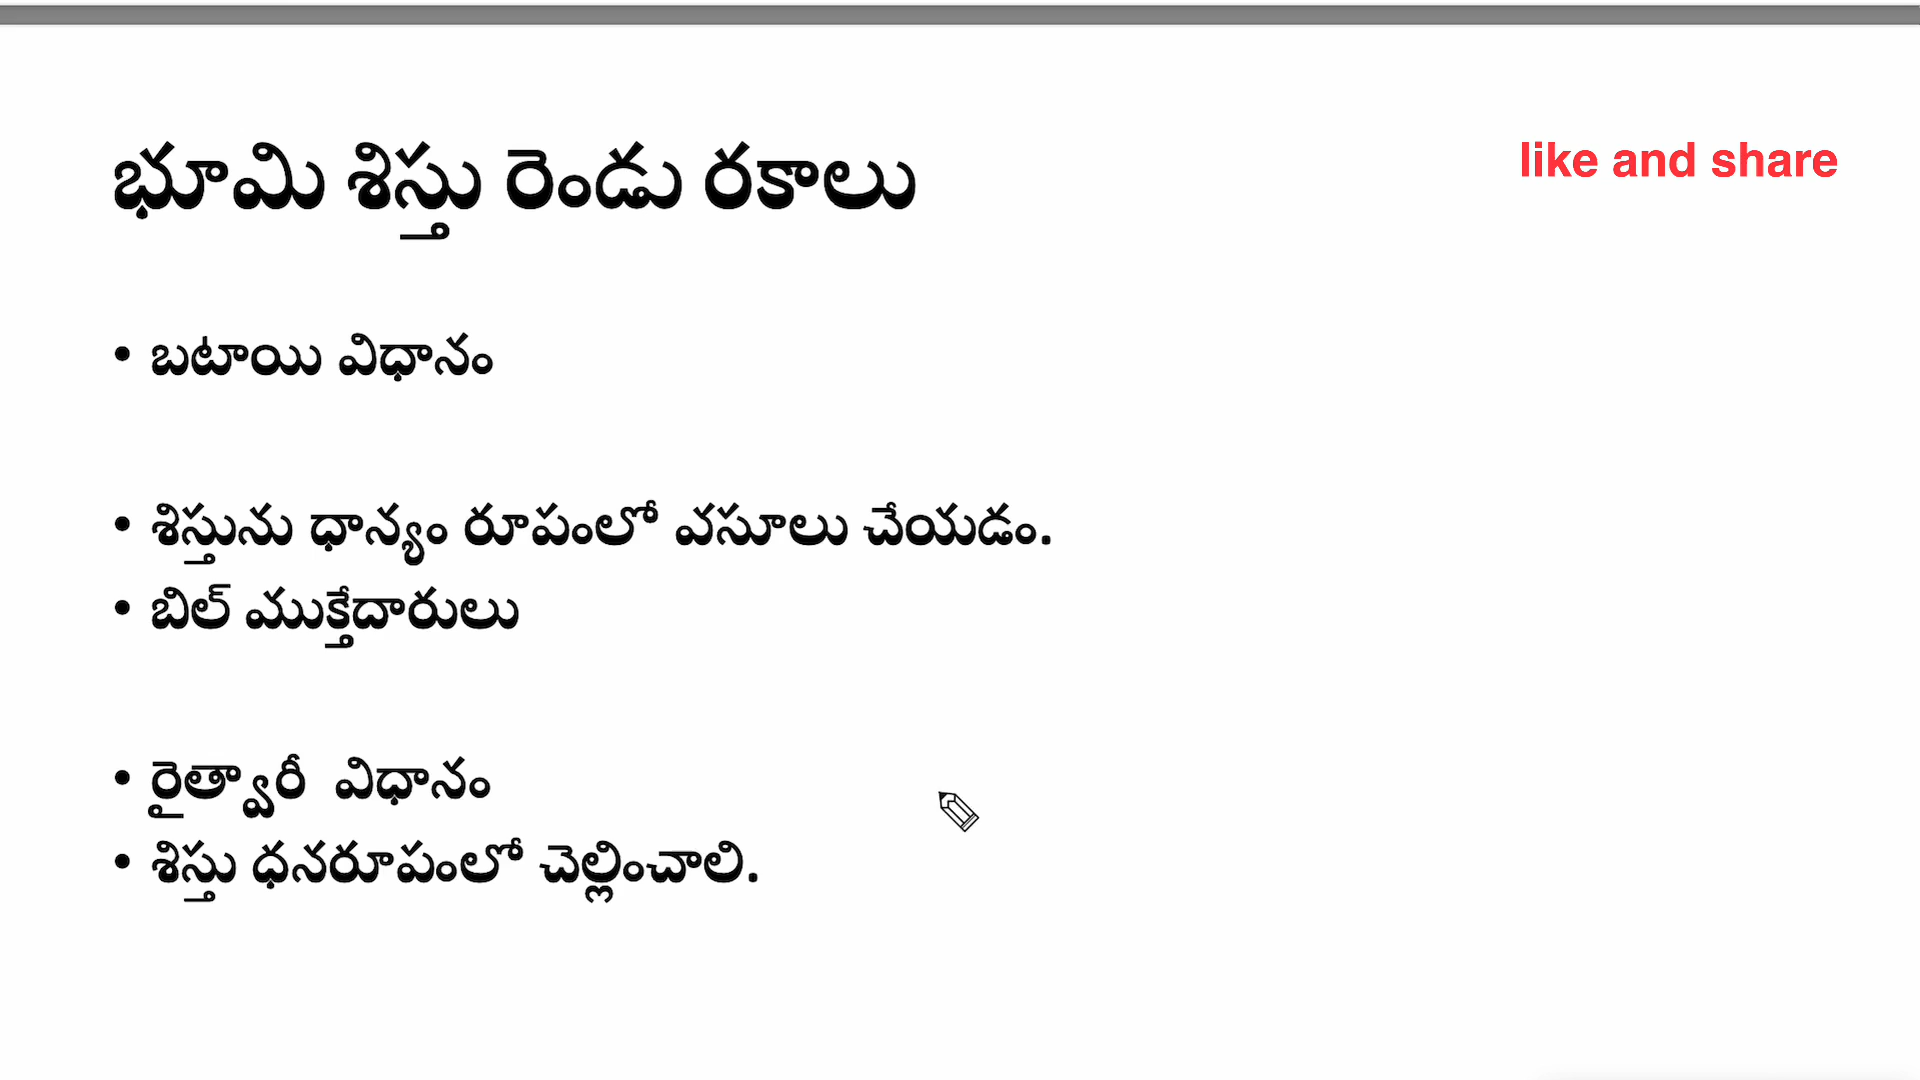 భూమి శిస్తు రెండు రకాలు
like and share
• బటాయి విధానం
• శిస్తును ధాన్యం రూపంలో వసూలు చేయడం.
• బిల్ ముక్తేదారులు
• రైత్వారీ  విధానం
• శిస్తు ధనరూపంలో చెల్లించాలి.